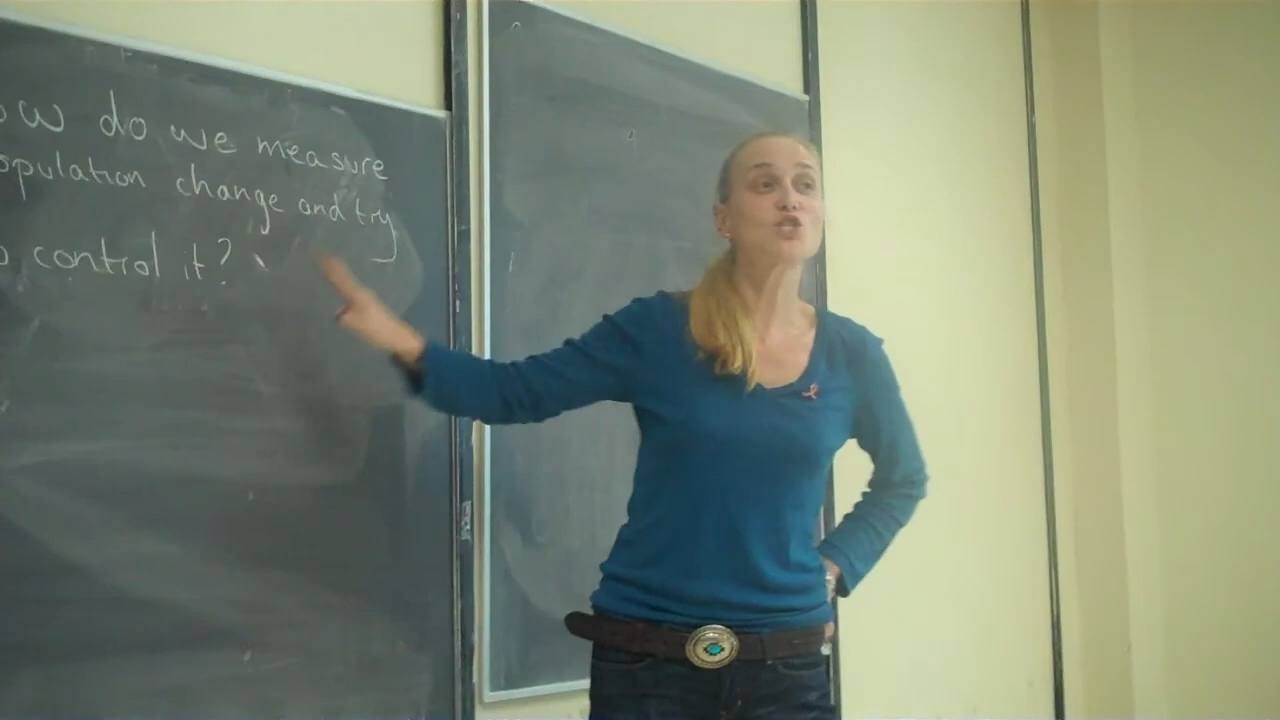 ow do we measure
opulation change and try
o control it?